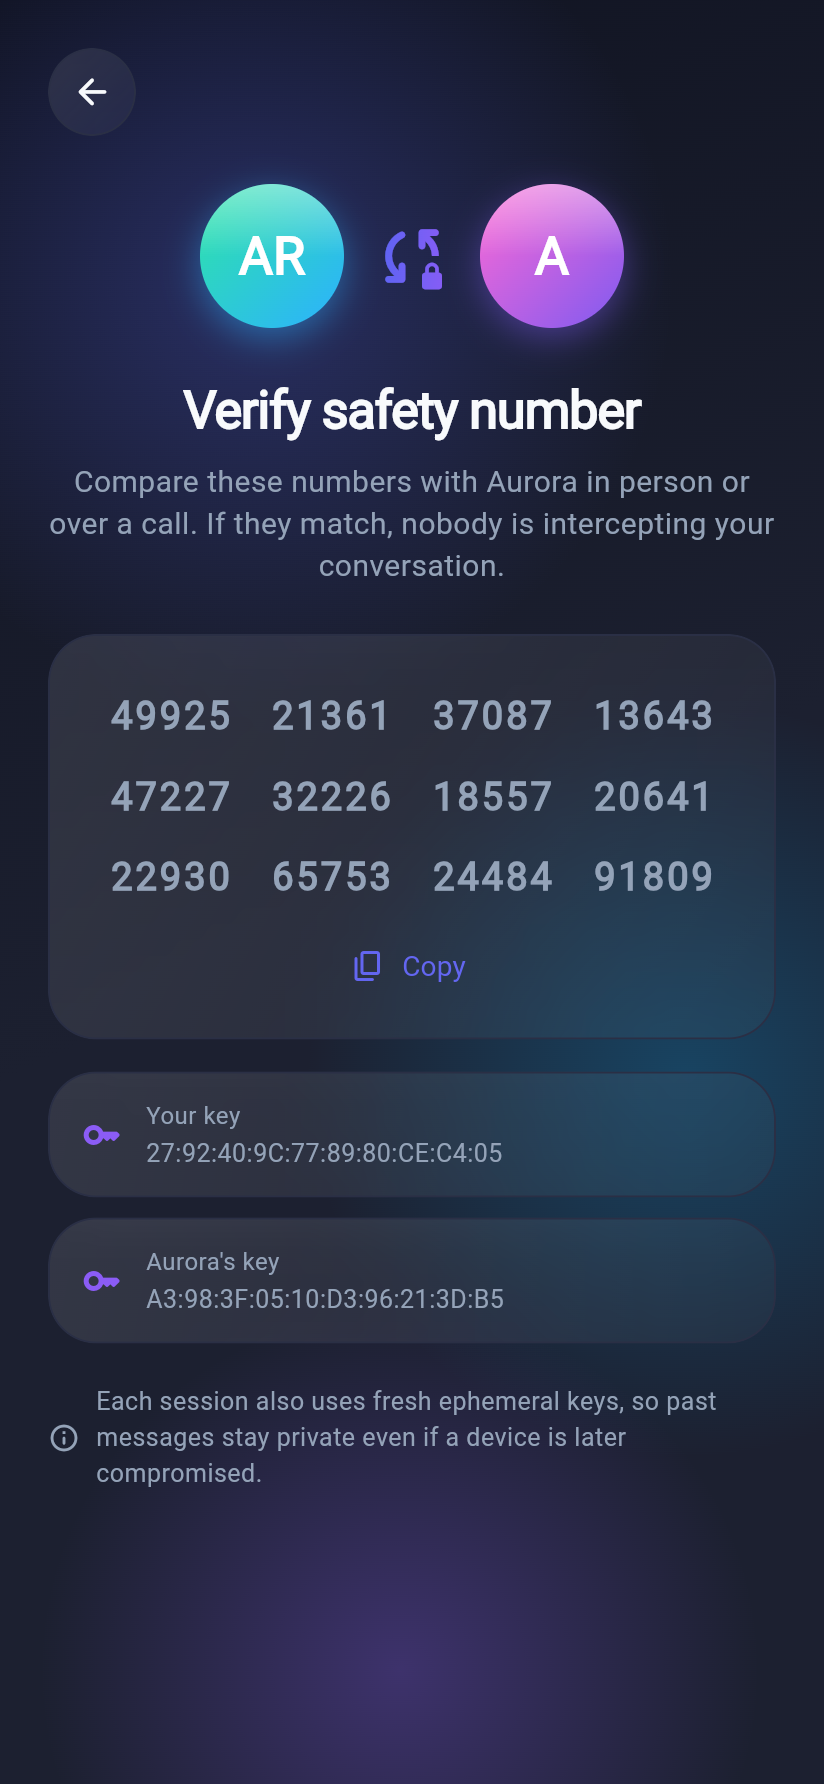 AR
A
Verify safety number
Compare these numbers with Aurora in person or
over a call. If they match, nobody is intercepting your
conversation.
49925 21361 37087 13643
47227 32226 18557 20641
22930 65753 24484 91809
Copy
Your key
27:92:40:9C:77:89:80:CE:C4:05
Aurora's key
A3:98:3F:05:10:D3:96:21:3D:B5
Each session also uses fresh ephemeral keys, so past
messages stay private even if a device is later
compromised.